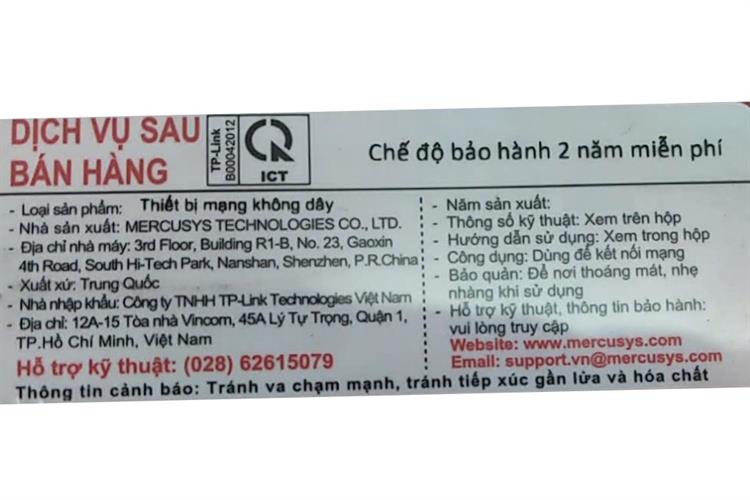 DỊCH VỤ SAU
BÁN HÀNG
TP-Link
B00042012
ICT
Chế độ bảo hành 2 năm miễn phí
- Loại sản phẩm: Thiết bị mạng không dây
- Nhà sản xuất: MERCUSYS TECHNOLOGIES CO., LTD.
- Địa chỉ nhà máy: 3rd Floor, Building R1-B, No. 23, Gaoxin
4th Road, South Hi-Tech Park, Nanshan, Shenzhen, P.R.China
- Xuất xứ: Trung Quốc
- Nhà nhập khẩu: Công ty TNHH TP-Link Technologies Việt Nam
- Địa chỉ: 12A-15 Tòa nhà Vincom, 45A Lý Tự Trọng, Quận 1,
TP.Hồ Chí Minh, Việt Nam
Hỗ trợ kỹ thuật: (028) 62615079
- Năm sản xuất:
- Thông số kỹ thuật: Xem trên hộp
- Hướng dẫn sử dụng: Xem trong hộp
- Công dụng: Dùng để kết nối mạng
- Bảo quản: Để nơi thoáng mát, nhẹ
nhàng khi sử dụng
- Hỗ trợ kỹ thuật, thông tin bảo hành:
vui lòng truy cập
Website: www.mercusys.com
Email: support.vn@mercusys.com
Thông tin cảnh báo: Tránh va chạm mạnh, tránh tiếp xúc gần lửa và hóa chất